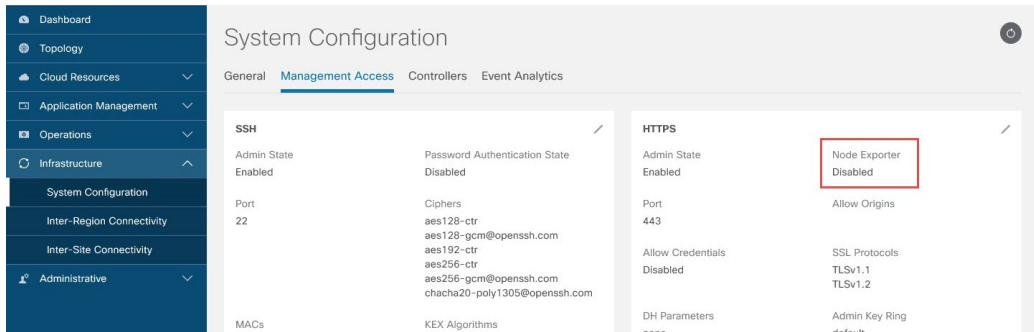 Dashboard
Topology
Cloud Resources
Application Management
Operations
Infrastructure
System Configuration
Inter-Region Connectivity
Inter-Site Connectivity
Administrative
System Configuration
General Management Access Controllers Event Analytics
SSH
Admin State Password Authentication State
Enabled Disabled
Port Ciphers
22 aes128-ctr
aes128-gcm@openssh.com
aes192-ctr
aes256-ctr
aes256-gcm@openssh.com
chacha20-poly1305@openssh.com
MACs KEX Algorithms
HTTPS
Admin State Node Exporter
Enabled Disabled
Port Allow Origins
443
Allow Credentials SSL Protocols
Disabled TLSv1.1
TLSv1.2
DH Parameters Admin Key Ring
none default